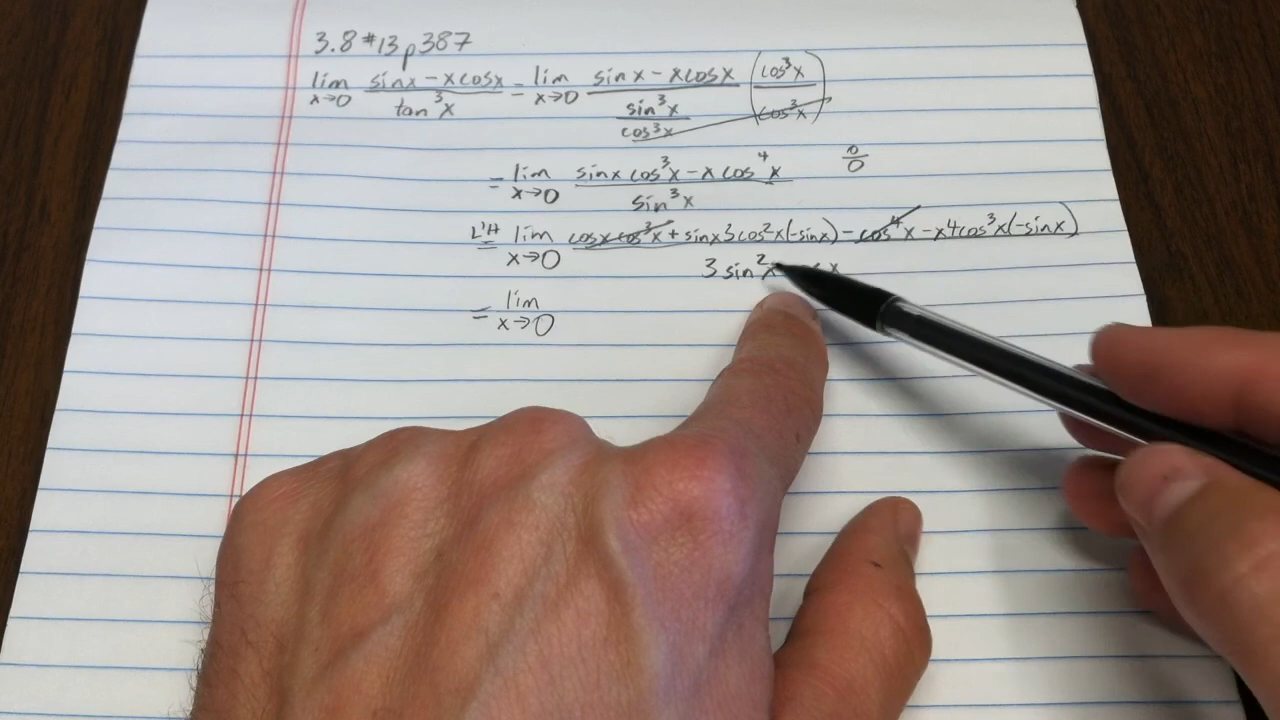 3.8 #13 p387
lim x→0 (sinx − xcosx)/(tan³x) = lim x→0 (sinx − xcosx)/(sin³x/cos³x) (cos³x/cos³x)
= lim x→0 (sinx cos³x − x cos⁴x)/(sin³x) 0/0
L'H = lim x→0 (cosx cos³x + sinx 3cos²x(−sinx) − cos⁴x − x4cos³x(−sinx))/(3 sin²x x)
= lim x→0